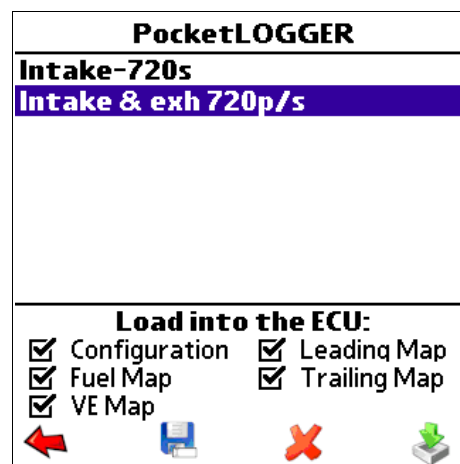 PocketLOGGER
Intake-720s
Intake & exh 720p/s
Load into the ECU:
Configuration Leading Map
Fuel Map Trailing Map
VE Map